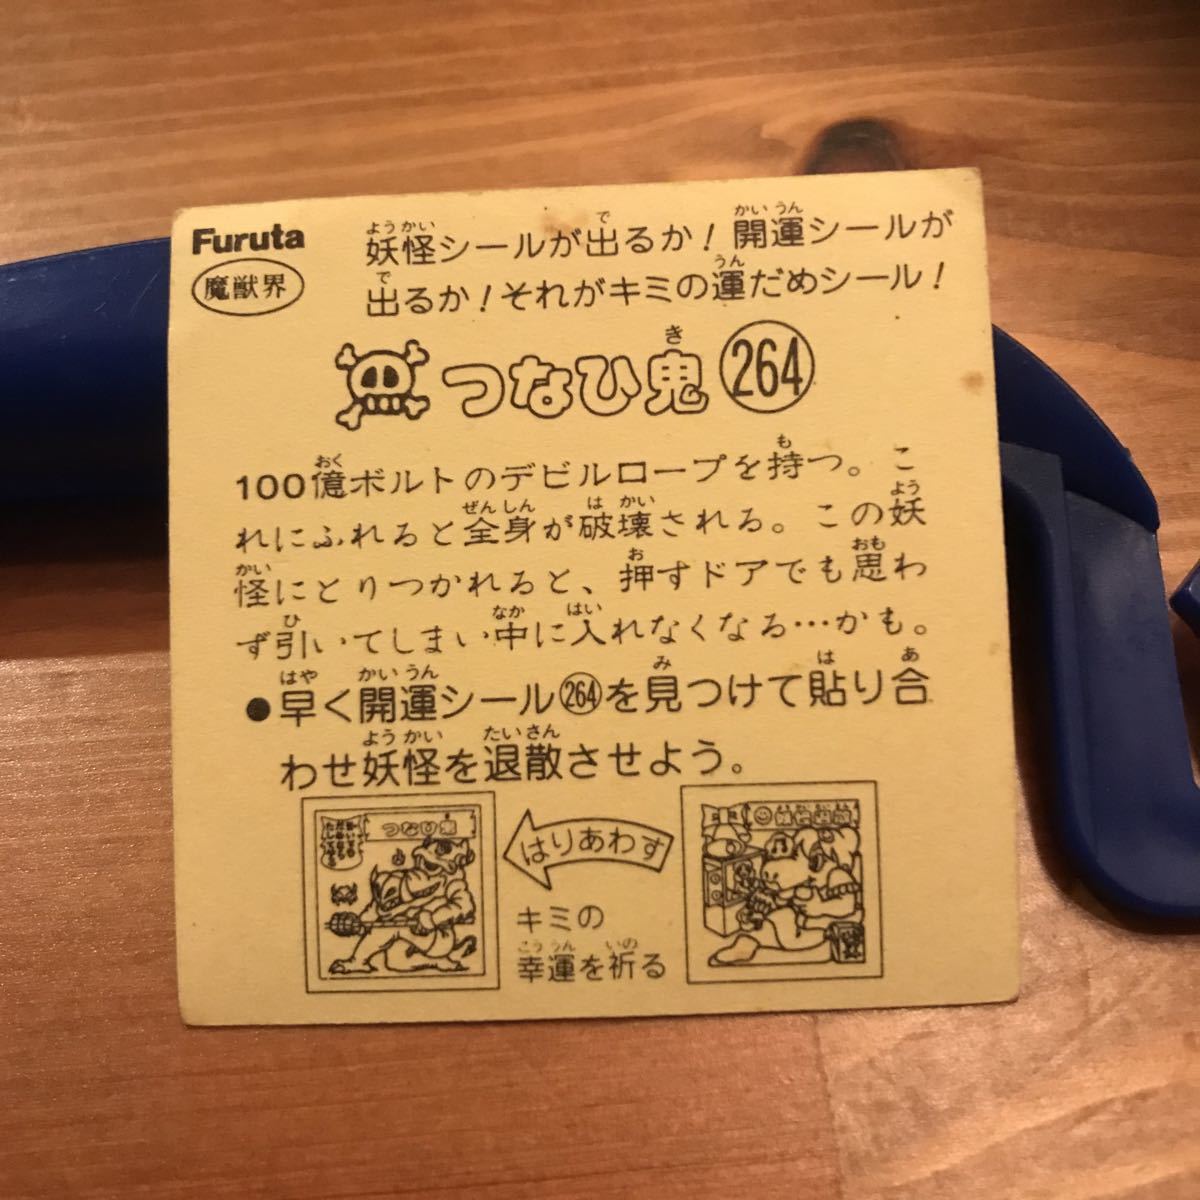 Furuta
魔獣界
妖怪シールが出るか！開運シールが
出るか！それがキミの運だめシール！
つなひ鬼 264
100億ボルトのデビルロープを持つ。こ
れにふれると全身が破壊される。この妖
怪にとりつかれると、押すドアでも思わ
ず引いてしまい中に入れなくなる…かも。
●早く開運シール264を見つけて貼り合
わせ妖怪を退散させよう。
つなひ鬼
はりあわす
キミの
幸運を祈る